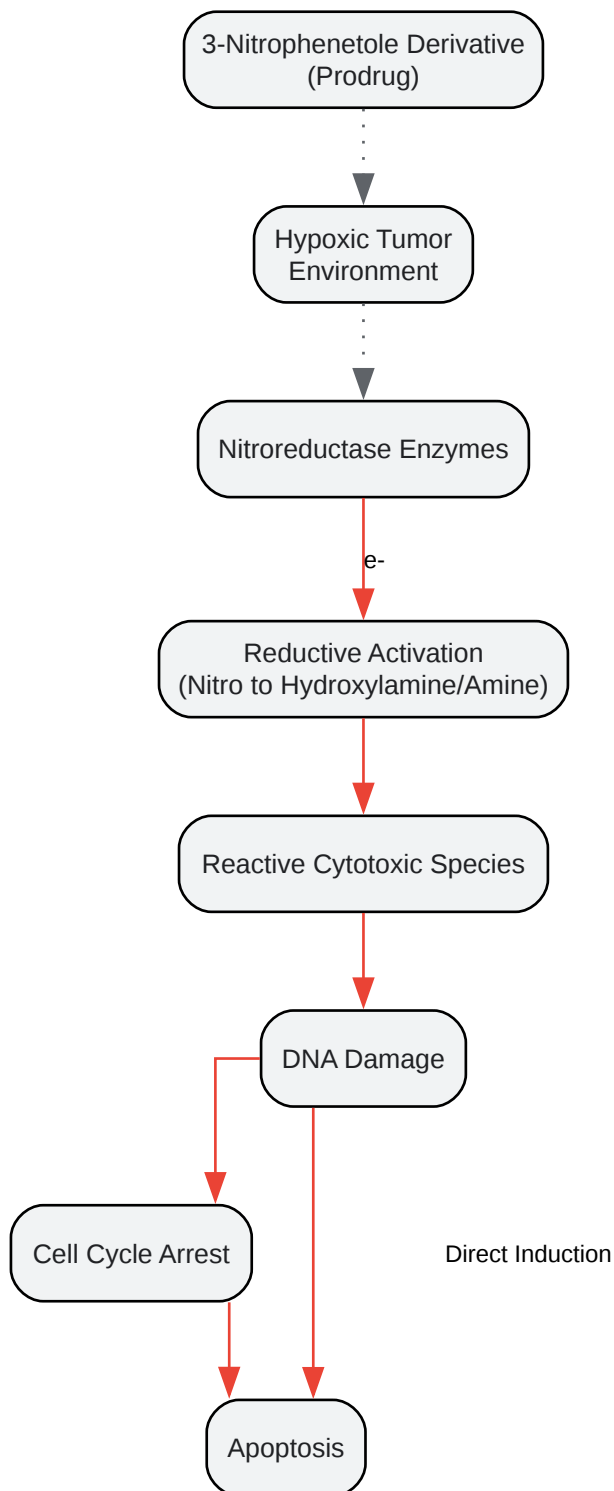 3-Nitrophenetole Derivative
(Prodrug)
Hypoxic Tumor
Environment
Nitroreductase Enzymes
e-
Reductive Activation
(Nitro to Hydroxylamine/Amine)
Reactive Cytotoxic Species
DNA Damage
Cell Cycle Arrest
Direct Induction
Apoptosis